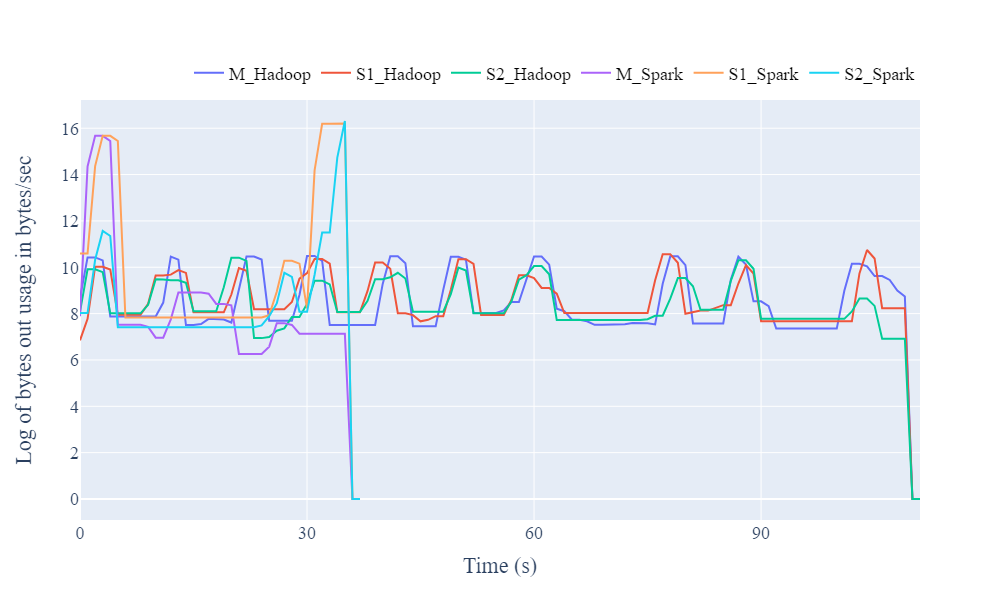 M_Hadoop S1_Hadoop S2_Hadoop M_Spark S1_Spark S2_Spark
Log of bytes out usage in bytes/sec
16
14
12
10
8
6
4
2
0
0 30 60 90
Time (s)